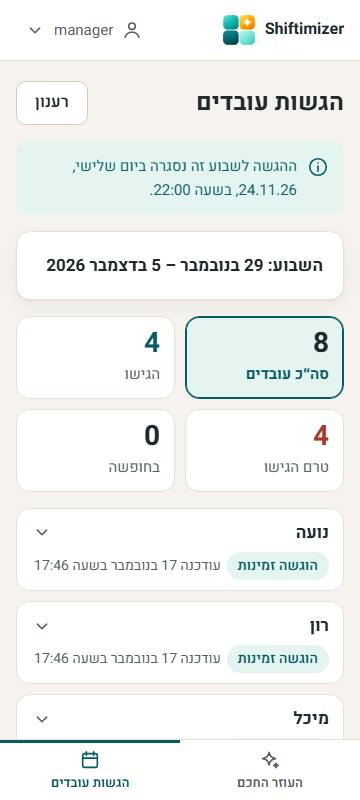 Shiftimizer
manager
הגשות עובדים
רענון
ההגשה לשבוע זה נסגרה ביום שלישי,
24.11.26, בשעה 22:00.
השבוע: 29 בנובמבר – 5 בדצמבר 2026
8
סה״כ עובדים
4
הגישו
4
טרם הגישו
0
בחופשה
נועה
הוגשה זמינות
עודכנה 17 בנובמבר בשעה 17:46
רון
הוגשה זמינות
עודכנה 17 בנובמבר בשעה 17:46
מיכל
העוזר החכם
הגשות עובדים